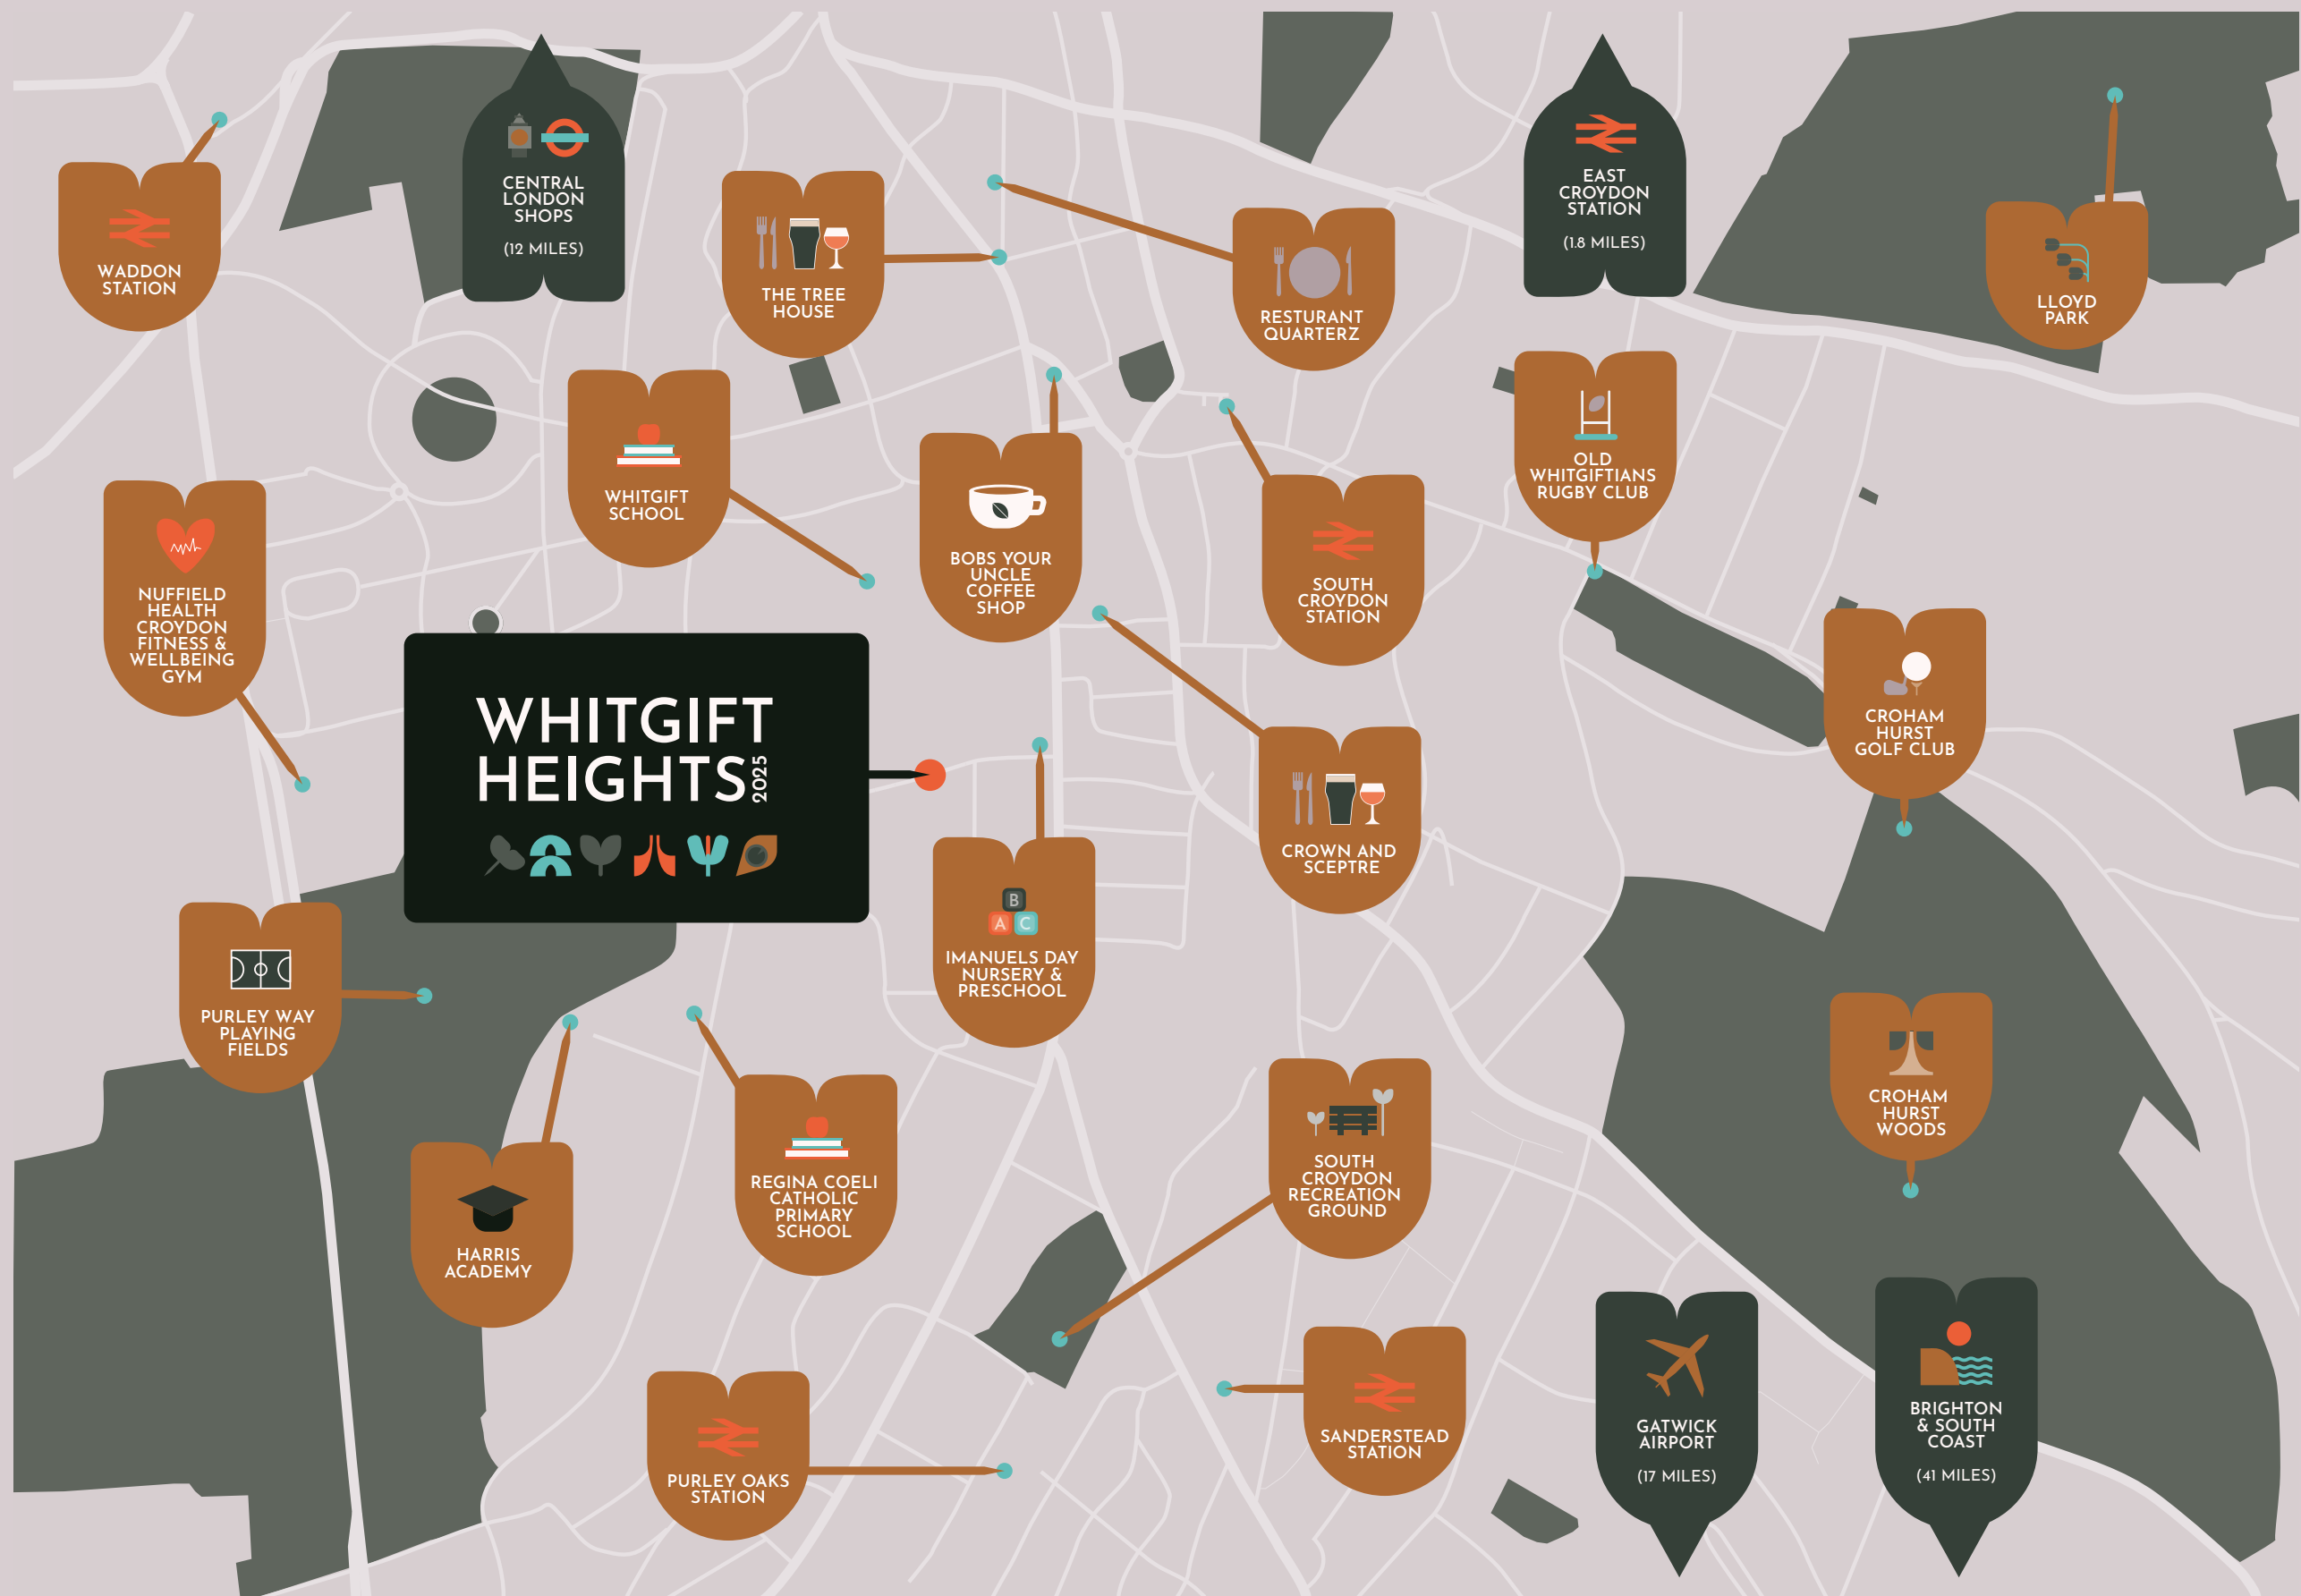 CENTRAL
LONDON
SHOPS
(12 MILES)
EAST
CROYDON
STATION
(1.8 MILES)
WADDON
STATION
THE TREE
HOUSE
RESTURANT
QUARTERZ
LLOYD
PARK
WHITGIFT
SCHOOL
OLD
WHITGIFTIANS
RUGBY CLUB
BOBS YOUR
UNCLE
COFFEE
SHOP
SOUTH
CROYDON
STATION
NUFFIELD
HEALTH
CROYDON
FITNESS &
WELLBEING
GYM
WHITGIFT
HEIGHTS
2025
CROHAM
HURST
GOLF CLUB
CROWN AND
SCEPTRE
B
A C
IMANUELS DAY
NURSERY &
PRESCHOOL
PURLEY WAY
PLAYING
FIELDS
CROHAM
HURST
WOODS
REGINA COELI
CATHOLIC
PRIMARY
SCHOOL
SOUTH
CROYDON
RECREATION
GROUND
HARRIS
ACADEMY
SANDERSTEAD
STATION
GATWICK
AIRPORT
(17 MILES)
BRIGHTON
& SOUTH
COAST
(41 MILES)
PURLEY OAKS
STATION